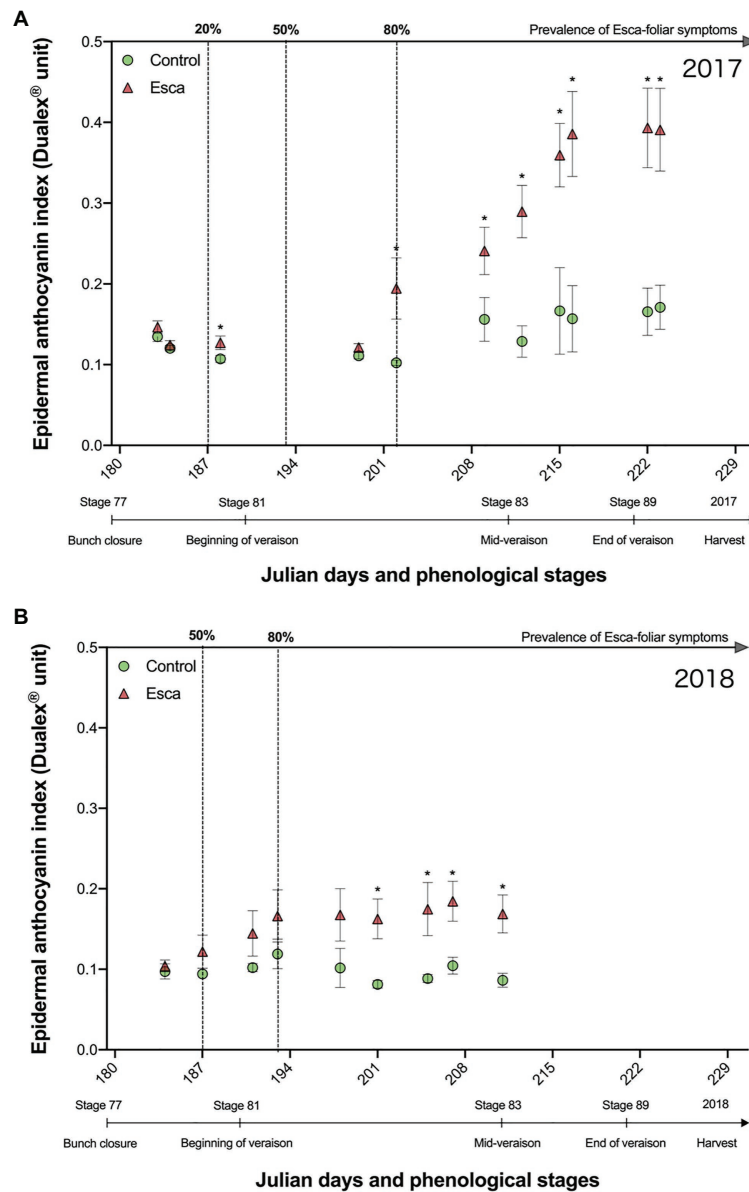 A
20% 50% 80% Prevalence of Esca-foliar symptoms
0.5
Control
Esca
2017
* * * * * * * *
0.4
0.3
0.2
0.1
0.0
Epidermal anthocyanin index (Dualex® unit)
180 187 194 201 208 215 222 229
Stage 77 Stage 81 Stage 83 Stage 89 2017
Bunch closure Beginning of veraison Mid-veraison End of veraison Harvest
Julian days and phenological stages
B
50% 80% Prevalence of Esca-foliar symptoms
0.5
Control
Esca
2018
* * * *
0.4
0.3
0.2
0.1
0.0
Epidermal anthocyanin index (Dualex® unit)
180 187 194 201 208 215 222 229
Stage 77 Stage 81 Stage 83 Stage 89 2018
Bunch closure Beginning of veraison Mid-veraison End of veraison Harvest
Julian days and phenological stages